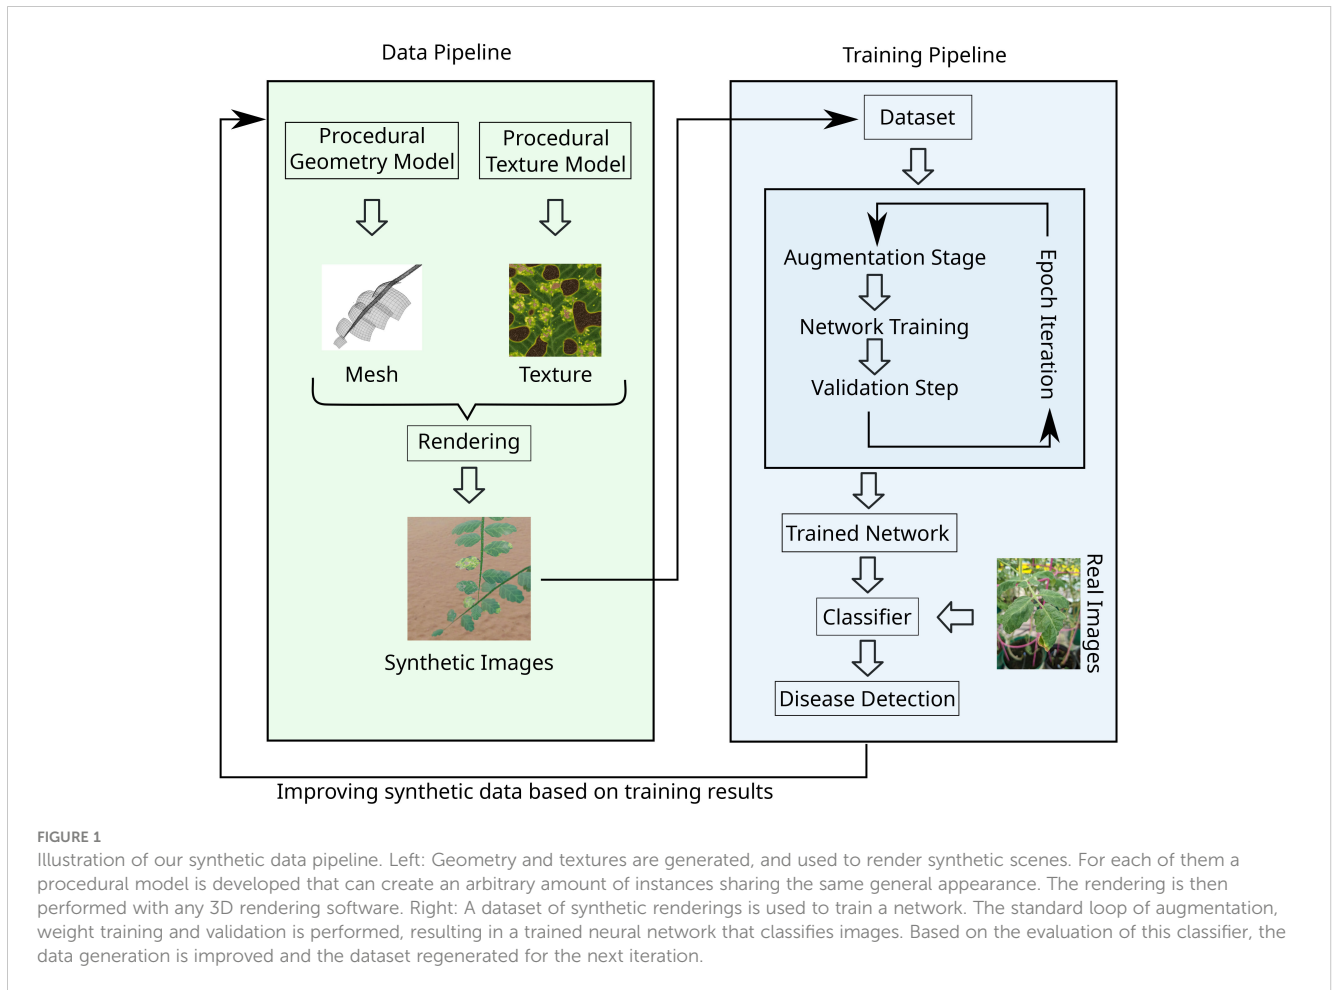 Data Pipeline
Procedural
Geometry Model
Procedural
Texture Model
Mesh
Texture
Rendering
Synthetic Images
Training Pipeline
Dataset
Augmentation Stage
Network Training
Validation Step
Epoch Iteration
Trained Network
Classifier
Real Images
Disease Detection
Improving synthetic data based on training results
FIGURE 1
Illustration of our synthetic data pipeline. Left: Geometry and textures are generated, and used to render synthetic scenes. For each of them a
procedural model is developed that can create an arbitrary amount of instances sharing the same general appearance. The rendering is then
performed with any 3D rendering software. Right: A dataset of synthetic renderings is used to train a network. The standard loop of augmentation,
weight training and validation is performed, resulting in a trained neural network that classifies images. Based on the evaluation of this classifier, the
data generation is improved and the dataset regenerated for the next iteration.